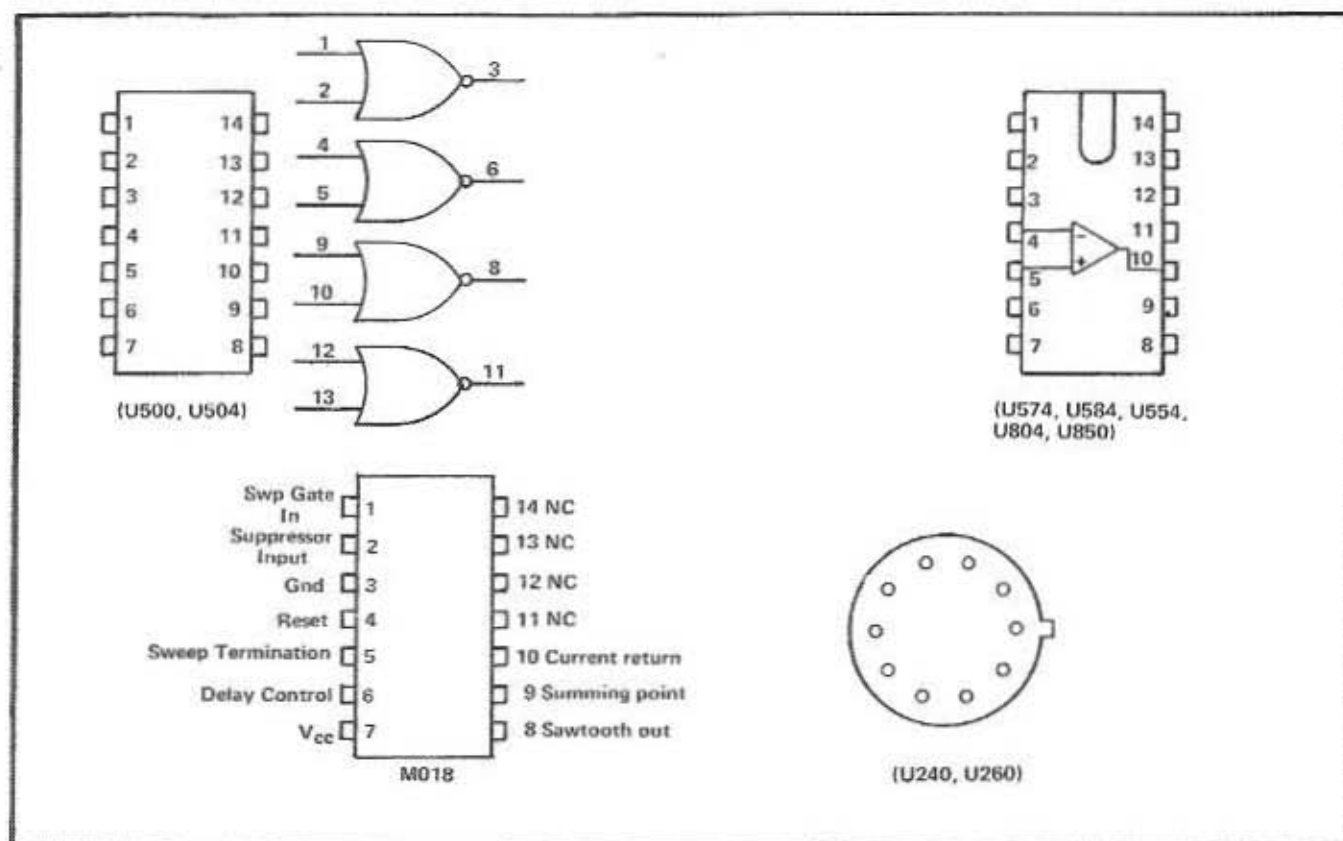 1
2
3
1 14
2 13
3 12
4 11
5 10
6 9
7 8
(U500, U504)
4
5
6
9
10
8
12
13
11
1 14
2 13
3 12
4 11
- +
5 10
6 9
7 8
(U574, U584, U554,
U804, U850)
Swp Gate
In
1
14 NC
Suppressor
Input
2
13 NC
Gnd 3 12 NC
Reset 4 11 NC
Sweep Termination 5 10 Current return
Delay Control 6 9 Summing point
Vcc 7 8 Sawtooth out
M018
(U240, U260)